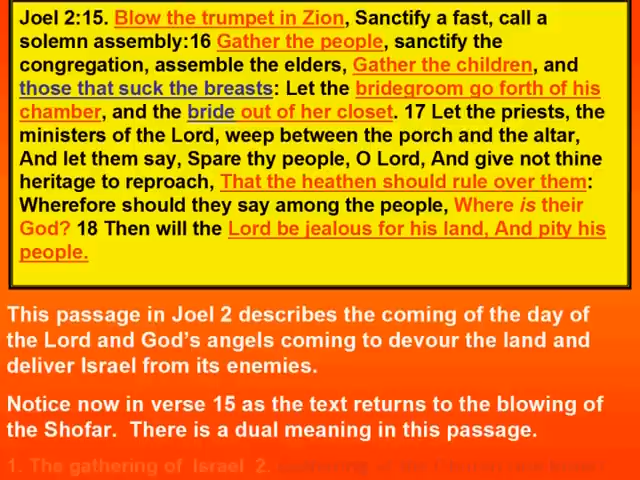 Joel 2:15. Blow the trumpet in Zion, Sanctify a fast, call a
solemn assembly:16 Gather the people, sanctify the
congregation, assemble the elders, Gather the children, and
those that suck the breasts: Let the bridegroom go forth of his
chamber, and the bride out of her closet. 17 Let the priests, the
ministers of the Lord, weep between the porch and the altar,
And let them say, Spare thy people, O Lord, And give not thine
heritage to reproach, That the heathen should rule over them:
Wherefore should they say among the people, Where is their
God? 18 Then will the Lord be jealous for his land, And pity his
people.
This passage in Joel 2 describes the coming of the day of
the Lord and God’s angels coming to devour the land and
deliver Israel from its enemies.
Notice now in verse 15 as the text returns to the blowing of
the Shofar. There is a dual meaning in this passage.
1. The gathering of Israel 2.